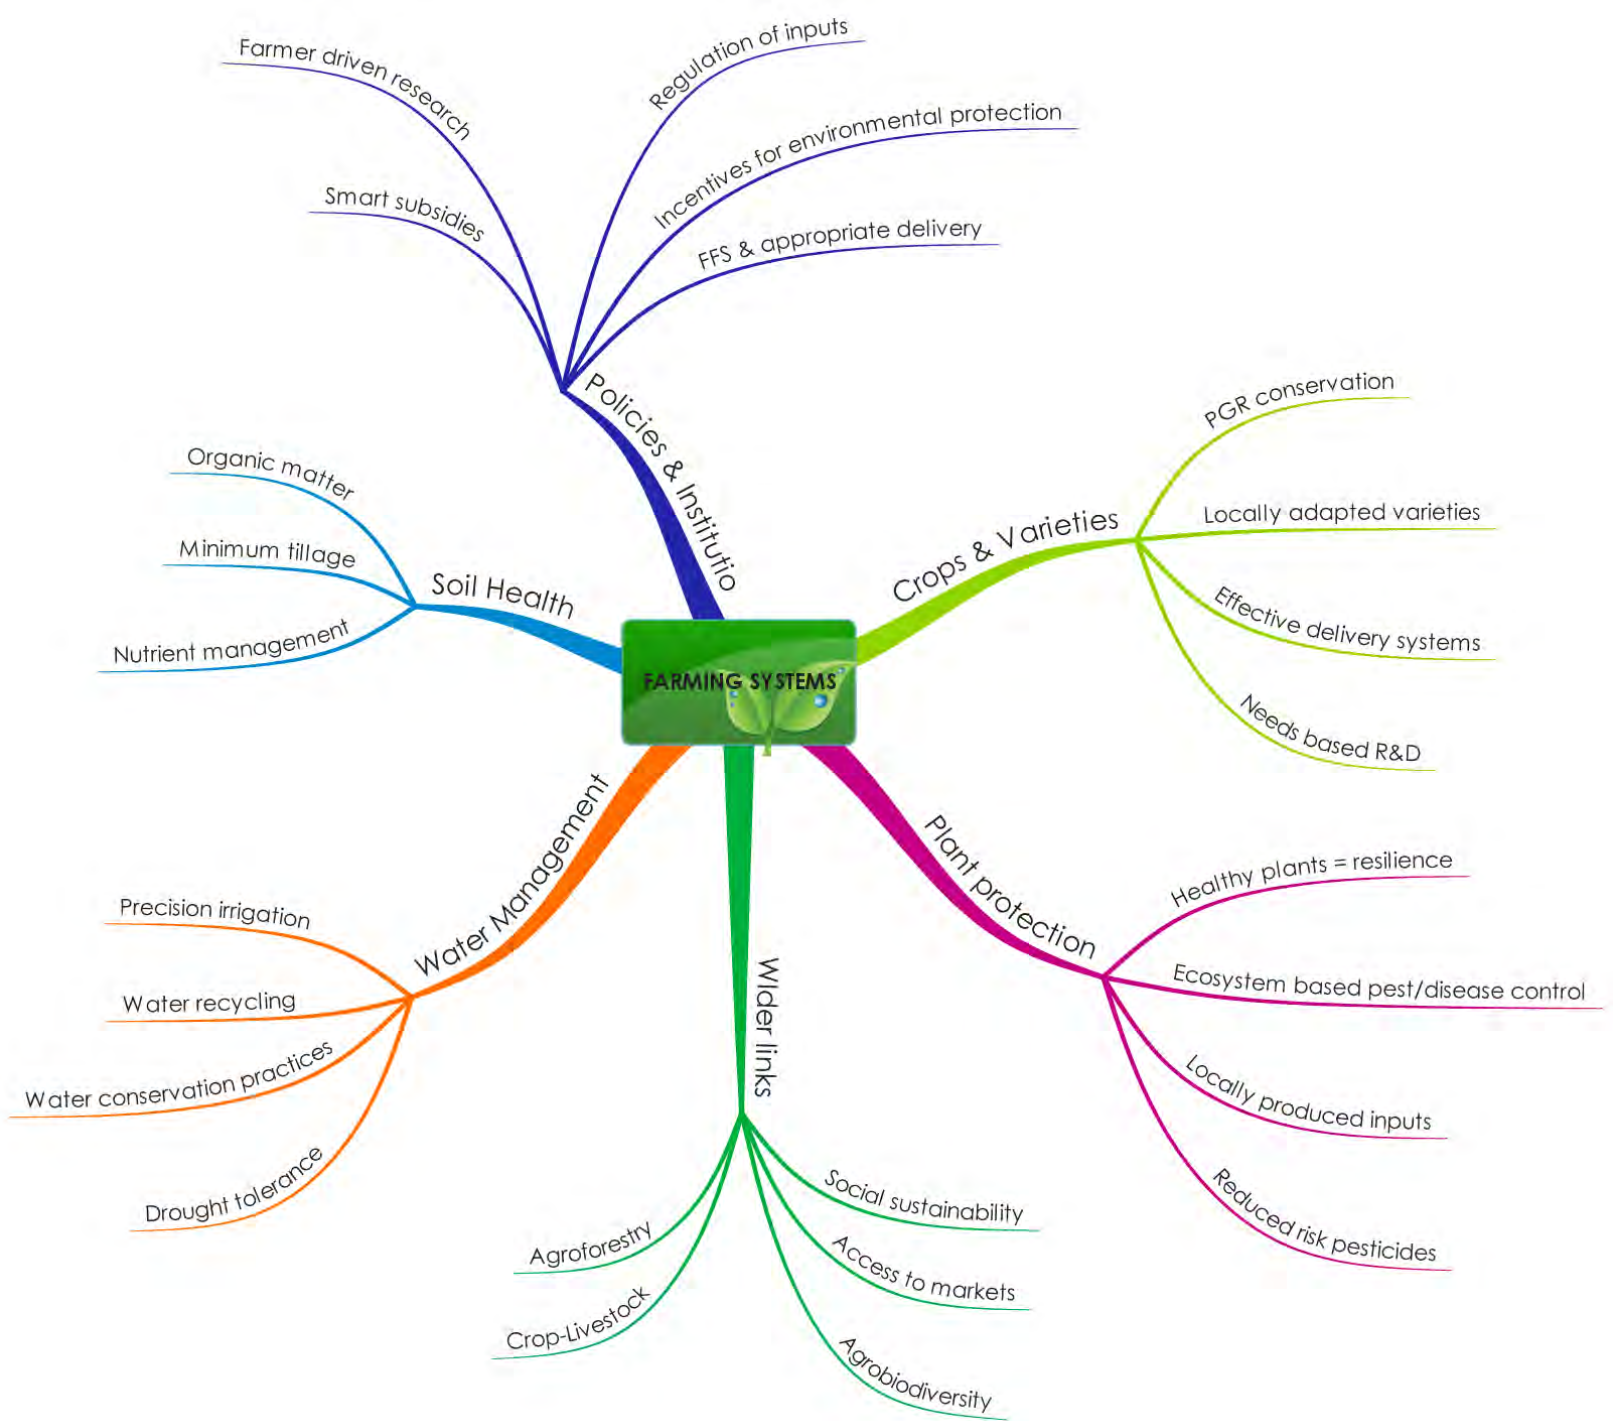 FARMING SYSTEMS
Policies & Institutio
Farmer driven research
Smart subsidies
Regulation of inputs
Incentives for environmental protection
FFS & appropriate delivery
Crops & Varieties
PGR conservation
Locally adapted varieties
Effective delivery systems
Needs based R&D
Plant protection
Healthy plants = resilience
Ecosystem based pest/disease control
Locally produced inputs
Reduced risk pesticides
WIder links
Social sustainability
Access to markets
Agrobiodiversity
Agroforestry
Crop-Livestock
Water Management
Precision irrigation
Water recycling
Water conservation practices
Drought tolerance
Soil Health
Organic matter
Minimum tillage
Nutrient management